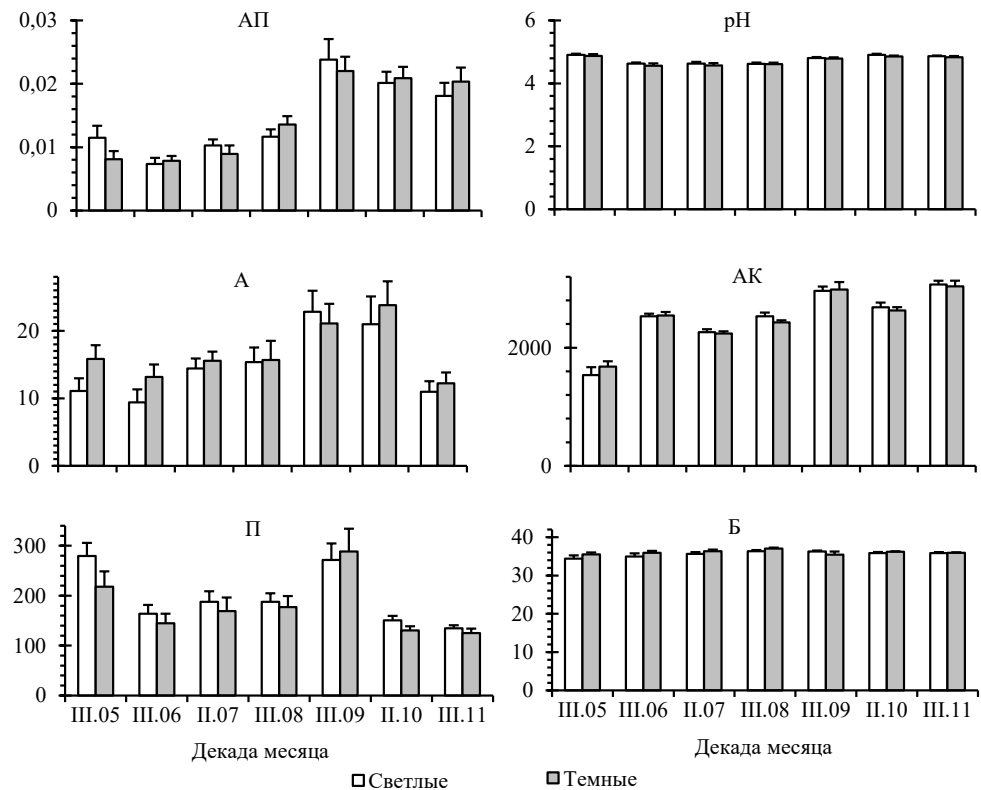 АП
0,03
0,02
0,01
0
pH
6
4
2
0
А
20
10
0
АК
2000
0
П
300
200
100
0
III.05 III.06 II.07 III.08 III.09 II.10 III.11
Декада месяца
Б
40
30
20
10
0
III.05 III.06 II.07 III.08 III.09 II.10 III.11
Декада месяца
Светлые
Темные